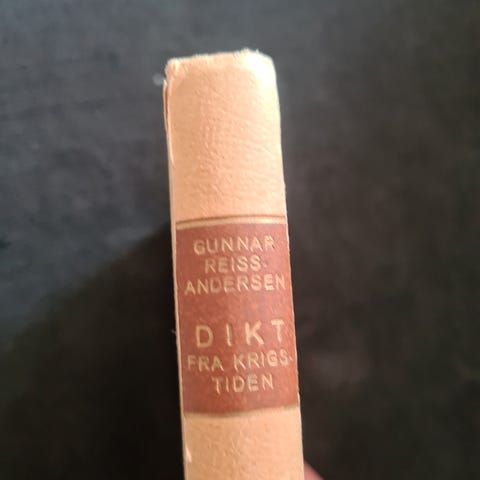 GUNNAR
REISS-
ANDERSEN
DIKT
FRA KRIGS-
TIDEN